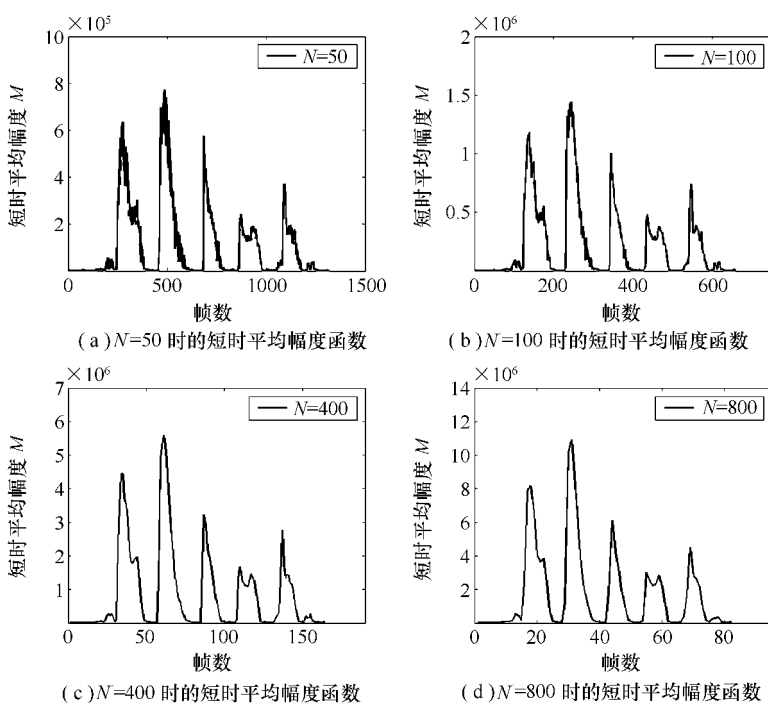 ×10⁵
10
8
6
4
2
0
500
1000
1500
N=50
短时平均幅度 M
帧数
(a)N=50 时的短时平均幅度函数
×10⁶
2
1.5
1
0.5
0
200
400
600
N=100
短时平均幅度 M
帧数
(b)N=100 时的短时平均幅度函数
×10⁶
7
6
5
4
3
2
1
0
50
100
150
N=400
短时平均幅度 M
帧数
(c)N=400 时的短时平均幅度函数
×10⁶
14
12
10
8
6
4
2
0
20
40
60
80
N=800
短时平均幅度 M
帧数
(d)N=800 时的短时平均幅度函数